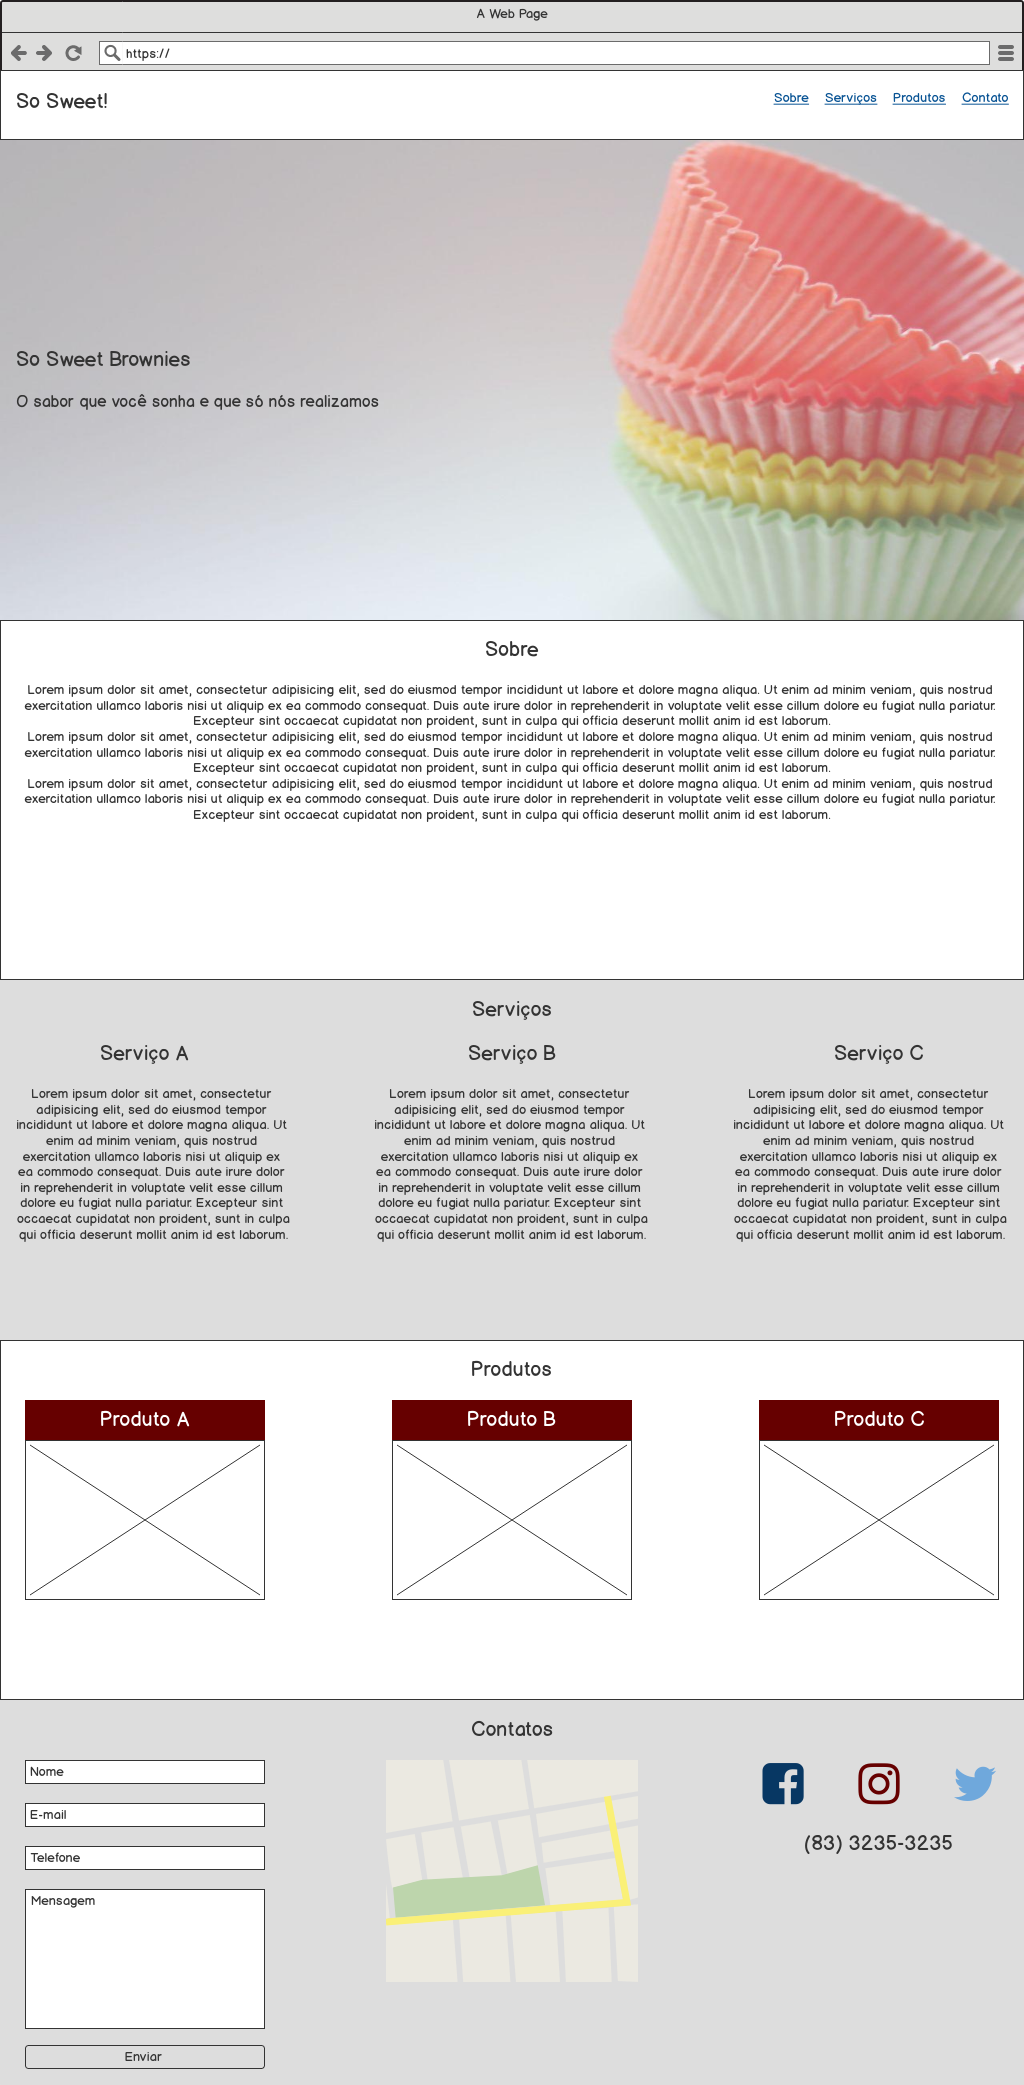 A Web Page
https://
So Sweet!
Sobre Serviços Produtos Contato
So Sweet Brownies
O sabor que você sonha e que só nós realizamos
Sobre
Lorem ipsum dolor sit amet, consectetur adipisicing elit, sed do eiusmod tempor incididunt ut labore et dolore magna aliqua. Ut enim ad minim veniam, quis nostrud
exercitation ullamco laboris nisi ut aliquip ex ea commodo consequat. Duis aute irure dolor in reprehenderit in voluptate velit esse cillum dolore eu fugiat nulla pariatur.
Excepteur sint occaecat cupidatat non proident, sunt in culpa qui officia deserunt mollit anim id est laborum.
Lorem ipsum dolor sit amet, consectetur adipisicing elit, sed do eiusmod tempor incididunt ut labore et dolore magna aliqua. Ut enim ad minim veniam, quis nostrud
exercitation ullamco laboris nisi ut aliquip ex ea commodo consequat. Duis aute irure dolor in reprehenderit in voluptate velit esse cillum dolore eu fugiat nulla pariatur.
Excepteur sint occaecat cupidatat non proident, sunt in culpa qui officia deserunt mollit anim id est laborum.
Lorem ipsum dolor sit amet, consectetur adipisicing elit, sed do eiusmod tempor incididunt ut labore et dolore magna aliqua. Ut enim ad minim veniam, quis nostrud
exercitation ullamco laboris nisi ut aliquip ex ea commodo consequat. Duis aute irure dolor in reprehenderit in voluptate velit esse cillum dolore eu fugiat nulla pariatur.
Excepteur sint occaecat cupidatat non proident, sunt in culpa qui officia deserunt mollit anim id est laborum.
Serviços
Serviço A
Lorem ipsum dolor sit amet, consectetur
adipisicing elit, sed do eiusmod tempor
incididunt ut labore et dolore magna aliqua. Ut
enim ad minim veniam, quis nostrud
exercitation ullamco laboris nisi ut aliquip ex
ea commodo consequat. Duis aute irure dolor
in reprehenderit in voluptate velit esse cillum
dolore eu fugiat nulla pariatur. Excepteur sint
occaecat cupidatat non proident, sunt in culpa
qui officia deserunt mollit anim id est laborum.
Serviço B
Lorem ipsum dolor sit amet, consectetur
adipisicing elit, sed do eiusmod tempor
incididunt ut labore et dolore magna aliqua. Ut
enim ad minim veniam, quis nostrud
exercitation ullamco laboris nisi ut aliquip ex
ea commodo consequat. Duis aute irure dolor
in reprehenderit in voluptate velit esse cillum
dolore eu fugiat nulla pariatur. Excepteur sint
occaecat cupidatat non proident, sunt in culpa
qui officia deserunt mollit anim id est laborum.
Serviço C
Lorem ipsum dolor sit amet, consectetur
adipisicing elit, sed do eiusmod tempor
incididunt ut labore et dolore magna aliqua. Ut
enim ad minim veniam, quis nostrud
exercitation ullamco laboris nisi ut aliquip ex
ea commodo consequat. Duis aute irure dolor
in reprehenderit in voluptate velit esse cillum
dolore eu fugiat nulla pariatur. Excepteur sint
occaecat cupidatat non proident, sunt in culpa
qui officia deserunt mollit anim id est laborum.
Produtos
Produto A
Produto B
Produto C
Contatos
Nome
E-mail
Telefone
Mensagem
Enviar
(83) 3235-3235